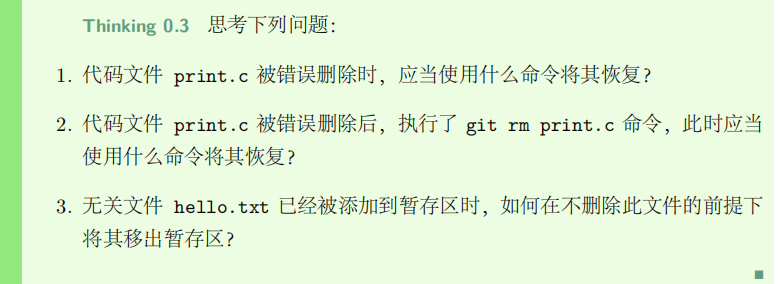 Thinking 0.3 思考下列问题：
1. 代码文件 print.c 被错误删除时，应当使用什么命令将其恢复？
2. 代码文件 print.c 被错误删除后，执行了 git rm print.c 命令，此时应当
使用什么命令将其恢复？
3. 无关文件 hello.txt 已经被添加到暂存区时，如何在不删除此文件的前提下
将其移出暂存区？